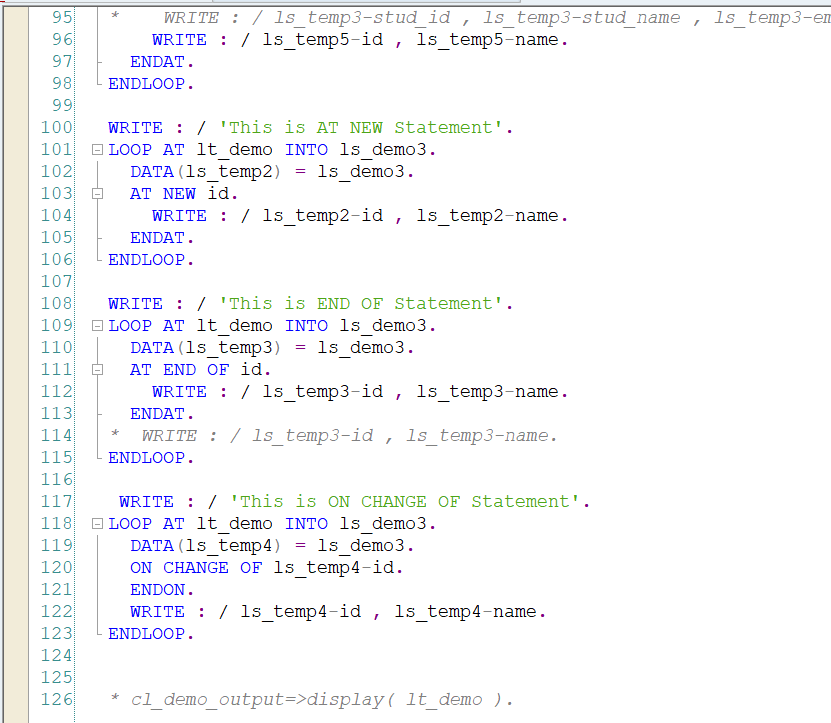 95 * WRITE : / ls_temp3-stud_id , ls_temp3-stud_name , ls_temp3-em
96 WRITE : / ls_temp5-id , ls_temp5-name.
97 ENDAT.
98 ENDLOOP.
99
100 WRITE : / 'This is AT NEW Statement'.
101 LOOP AT lt_demo INTO ls_demo3.
102 DATA(ls_temp2) = ls_demo3.
103 AT NEW id.
104 WRITE : / ls_temp2-id , ls_temp2-name.
105 ENDAT.
106 ENDLOOP.
107
108 WRITE : / 'This is END OF Statement'.
109 LOOP AT lt_demo INTO ls_demo3.
110 DATA(ls_temp3) = ls_demo3.
111 AT END OF id.
112 WRITE : / ls_temp3-id , ls_temp3-name.
113 ENDAT.
114 * WRITE : / ls_temp3-id , ls_temp3-name.
115 ENDLOOP.
116
117 WRITE : / 'This is ON CHANGE OF Statement'.
118 LOOP AT lt_demo INTO ls_demo3.
119 DATA(ls_temp4) = ls_demo3.
120 ON CHANGE OF ls_temp4-id.
121 ENDON.
122 WRITE : / ls_temp4-id , ls_temp4-name.
123 ENDLOOP.
124
125
126 * cl_demo_output=>display( lt_demo ).